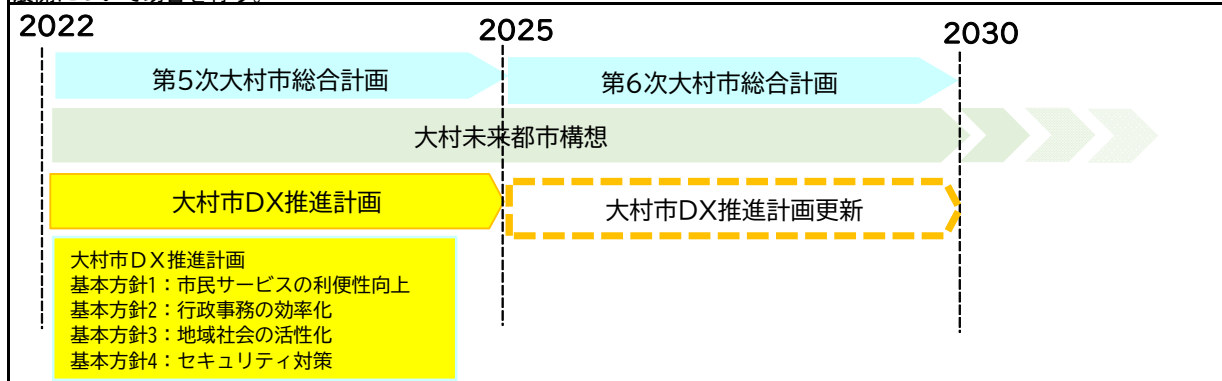 2022
2025
2030
第5次大村市総合計画
第6次大村市総合計画
大村未来都市構想
大村市DX推進計画
大村市DX推進計画更新
大村市ＤＸ推進計画
基本方針1：市民サービスの利便性向上
基本方針2：行政事務の効率化
基本方針3：地域社会の活性化
基本方針4：セキュリティ対策